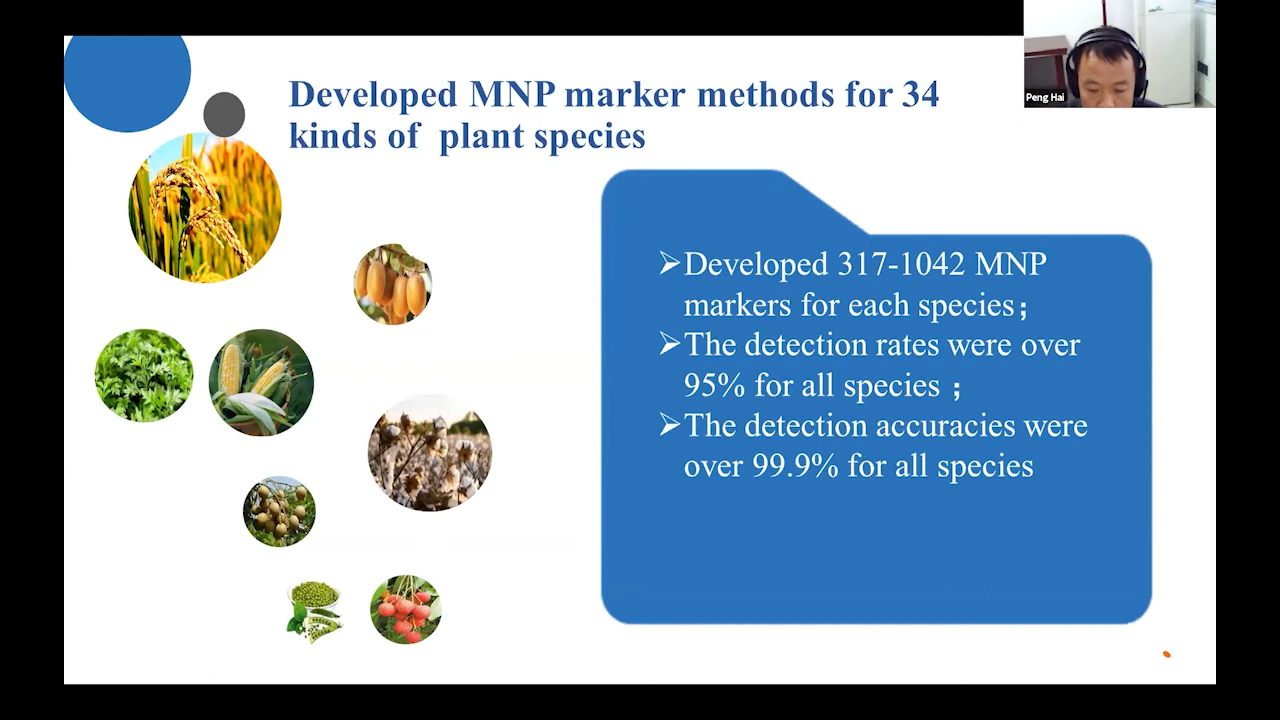 Developed MNP marker methods for 34
kinds of  plant species
Peng Hai
➢Developed 317-1042 MNP
markers for each species；
➢The detection rates were over
95% for all species ；
➢The detection accuracies were
over 99.9% for all species